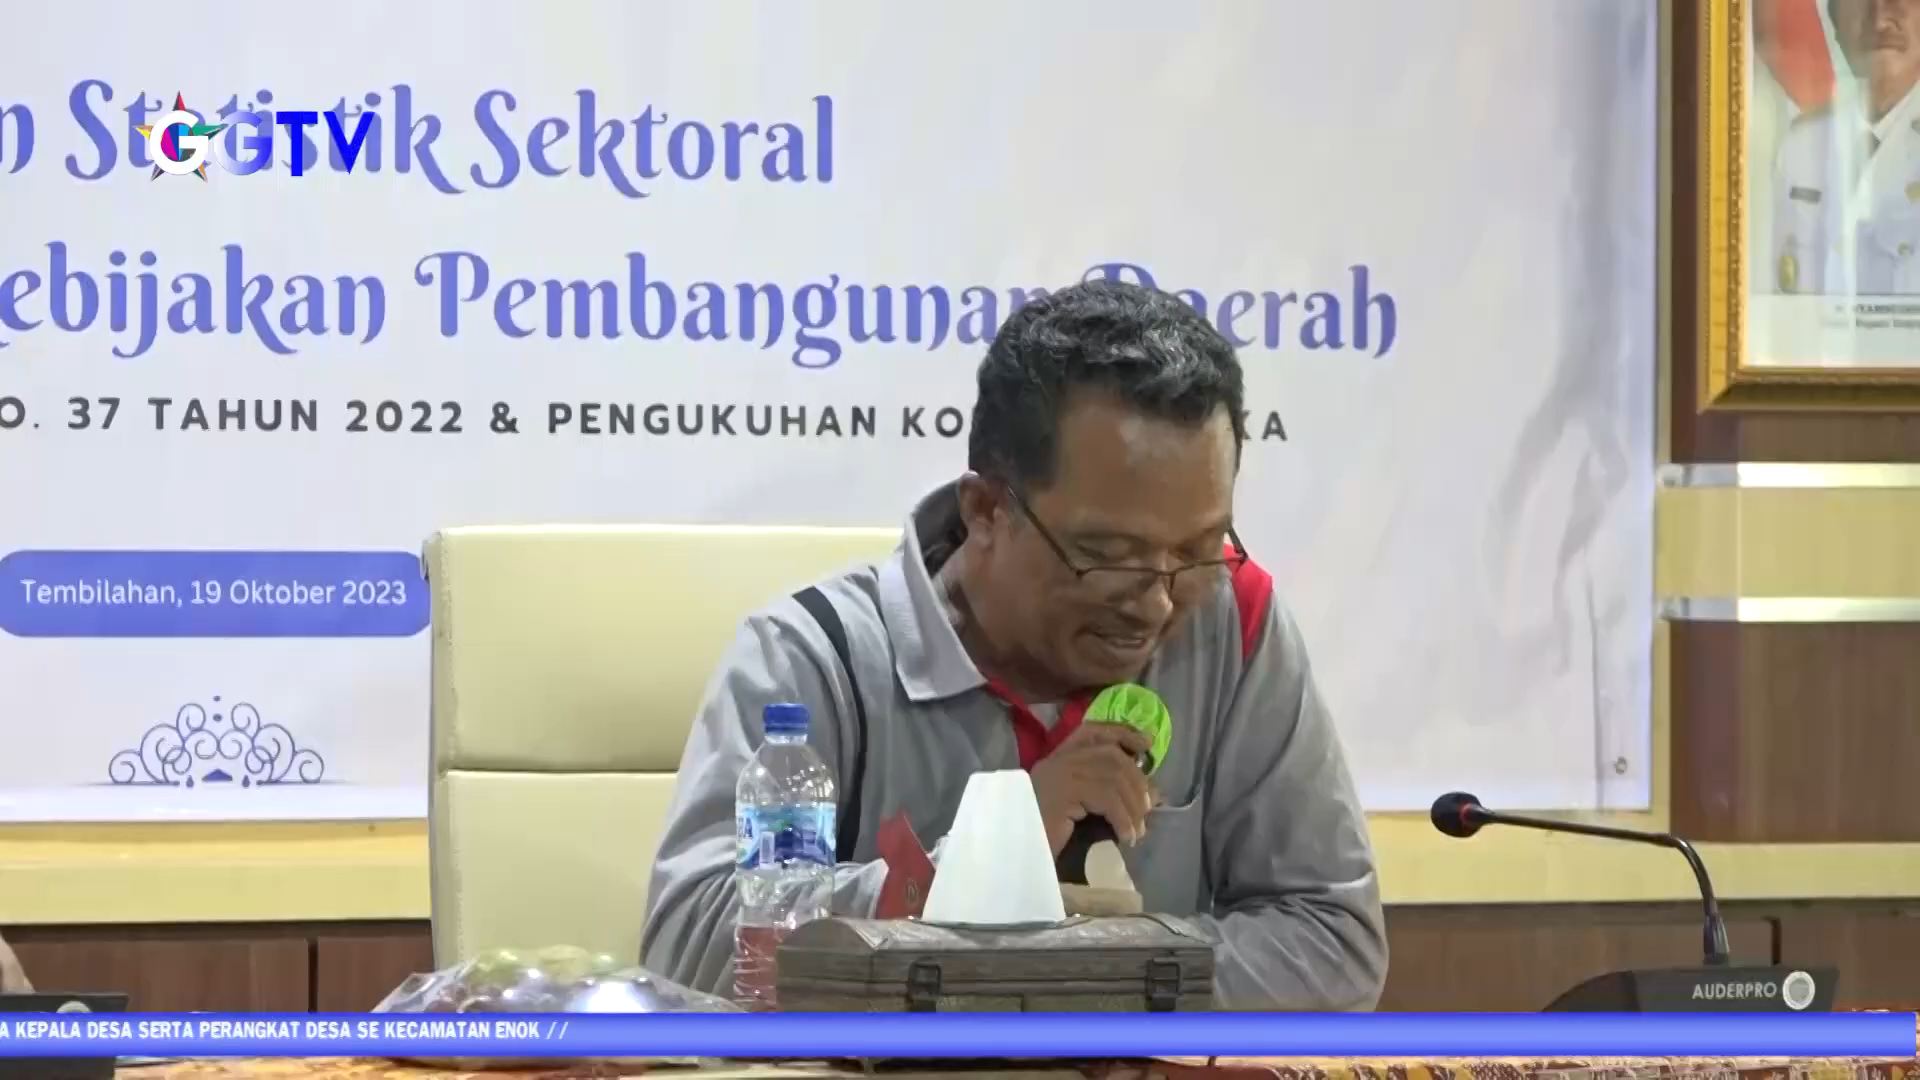 n Statistik Sektoral
GGTV
ebijakan Pembangunan Daerah
O. 37 TAHUN 2022 & PENGUKUHAN KO KA
Tembilahan, 19 Oktober 2023
AUDERPRO
A KEPALA DESA SERTA PERANGKAT DESA SE KECAMATAN ENOK //